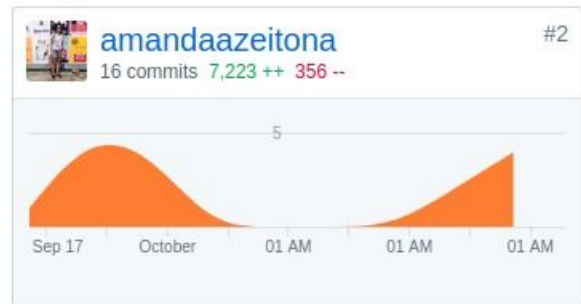 amandaazeitona
#2
16 commits 7,223 ++ 356 --
5
Sep 17 October 01 AM 01 AM 01 AM